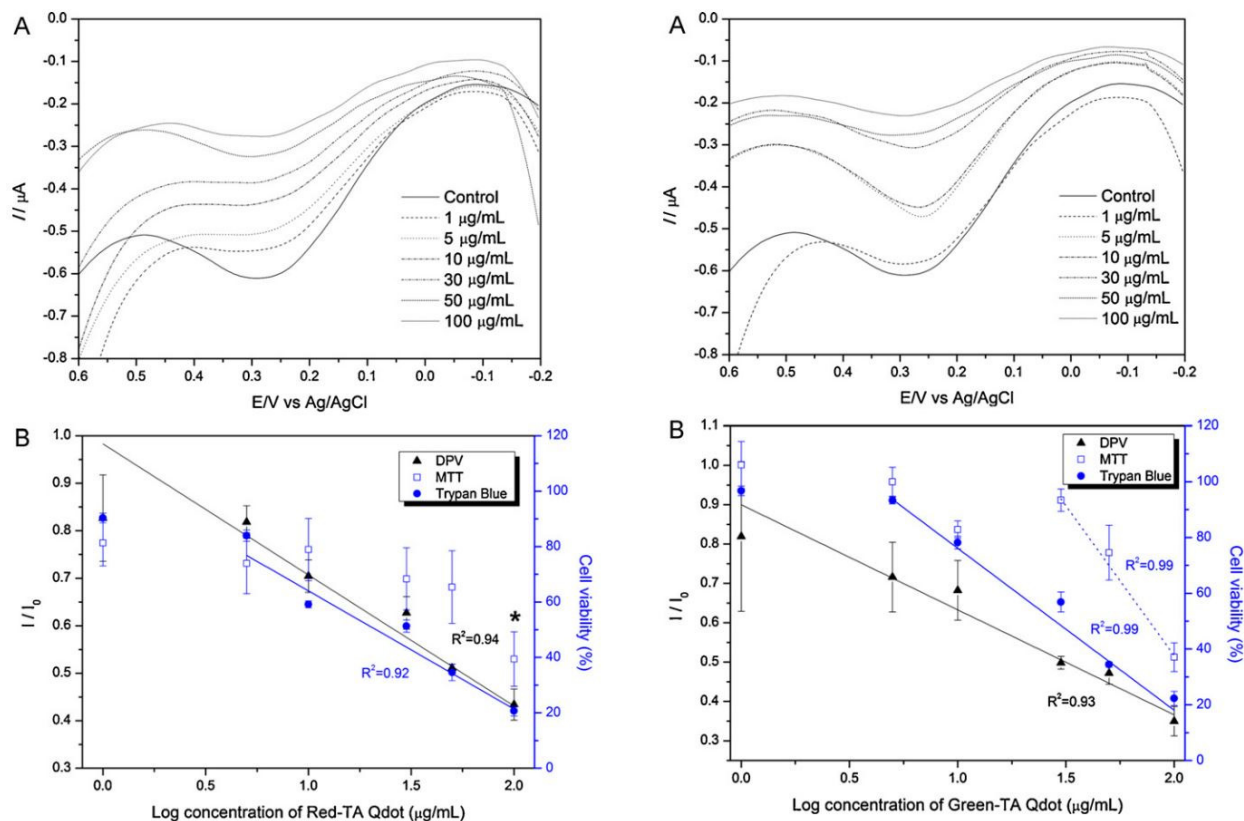 A
0.0
-0.1
-0.2
-0.3
-0.4
-0.5
-0.6
-0.7
-0.8
I/ μA
Control
1 μg/mL
5 μg/mL
10 μg/mL
30 μg/mL
50 μg/mL
100 μg/mL
0.6 0.5 0.4 0.3 0.2 0.1 0.0 -0.1 -0.2
E/V vs Ag/AgCl
A
0.0
-0.1
-0.2
-0.3
-0.4
-0.5
-0.6
-0.7
-0.8
I/ μA
Control
1 μg/mL
5 μg/mL
10 μg/mL
30 μg/mL
50 μg/mL
100 μg/mL
0.6 0.5 0.4 0.3 0.2 0.1 0.0 -0.1 -0.2
E/V vs Ag/AgCl
B
1.0
0.9
0.8
0.7
0.6
0.5
0.4
0.3
I / I0
DPV
MTT
Trypan Blue
*
R²=0.94
R²=0.92
120
100
80
60
40
20
0
Cell viability (%)
0.0 0.5 1.0 1.5 2.0
Log concentration of Red-TA Qdot (μg/mL)
B
1.1
1.0
0.9
0.8
0.7
0.6
0.5
0.4
0.3
I / I0
DPV
MTT
Trypan Blue
R²=0.99
R²=0.99
R²=0.93
120
100
80
60
40
20
0
Cell viability (%)
0.0 0.5 1.0 1.5 2.0
Log concentration of Green-TA Qdot (μg/mL)